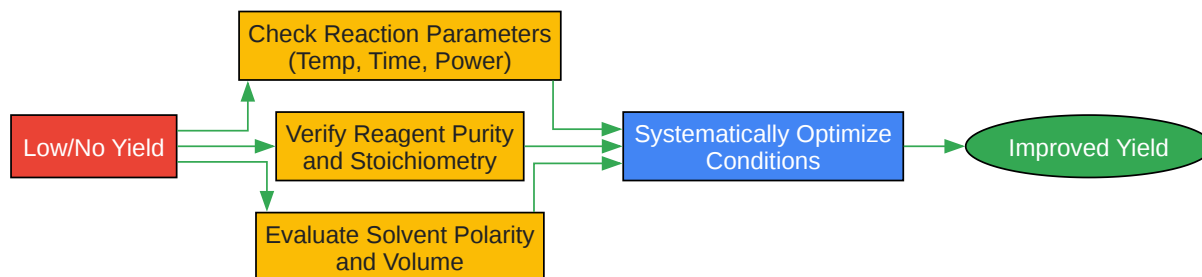 Check Reaction Parameters
(Temp, Time, Power)
Low/No Yield
Verify Reagent Purity
and Stoichiometry
Systematically Optimize
Conditions
Improved Yield
Evaluate Solvent Polarity
and Volume